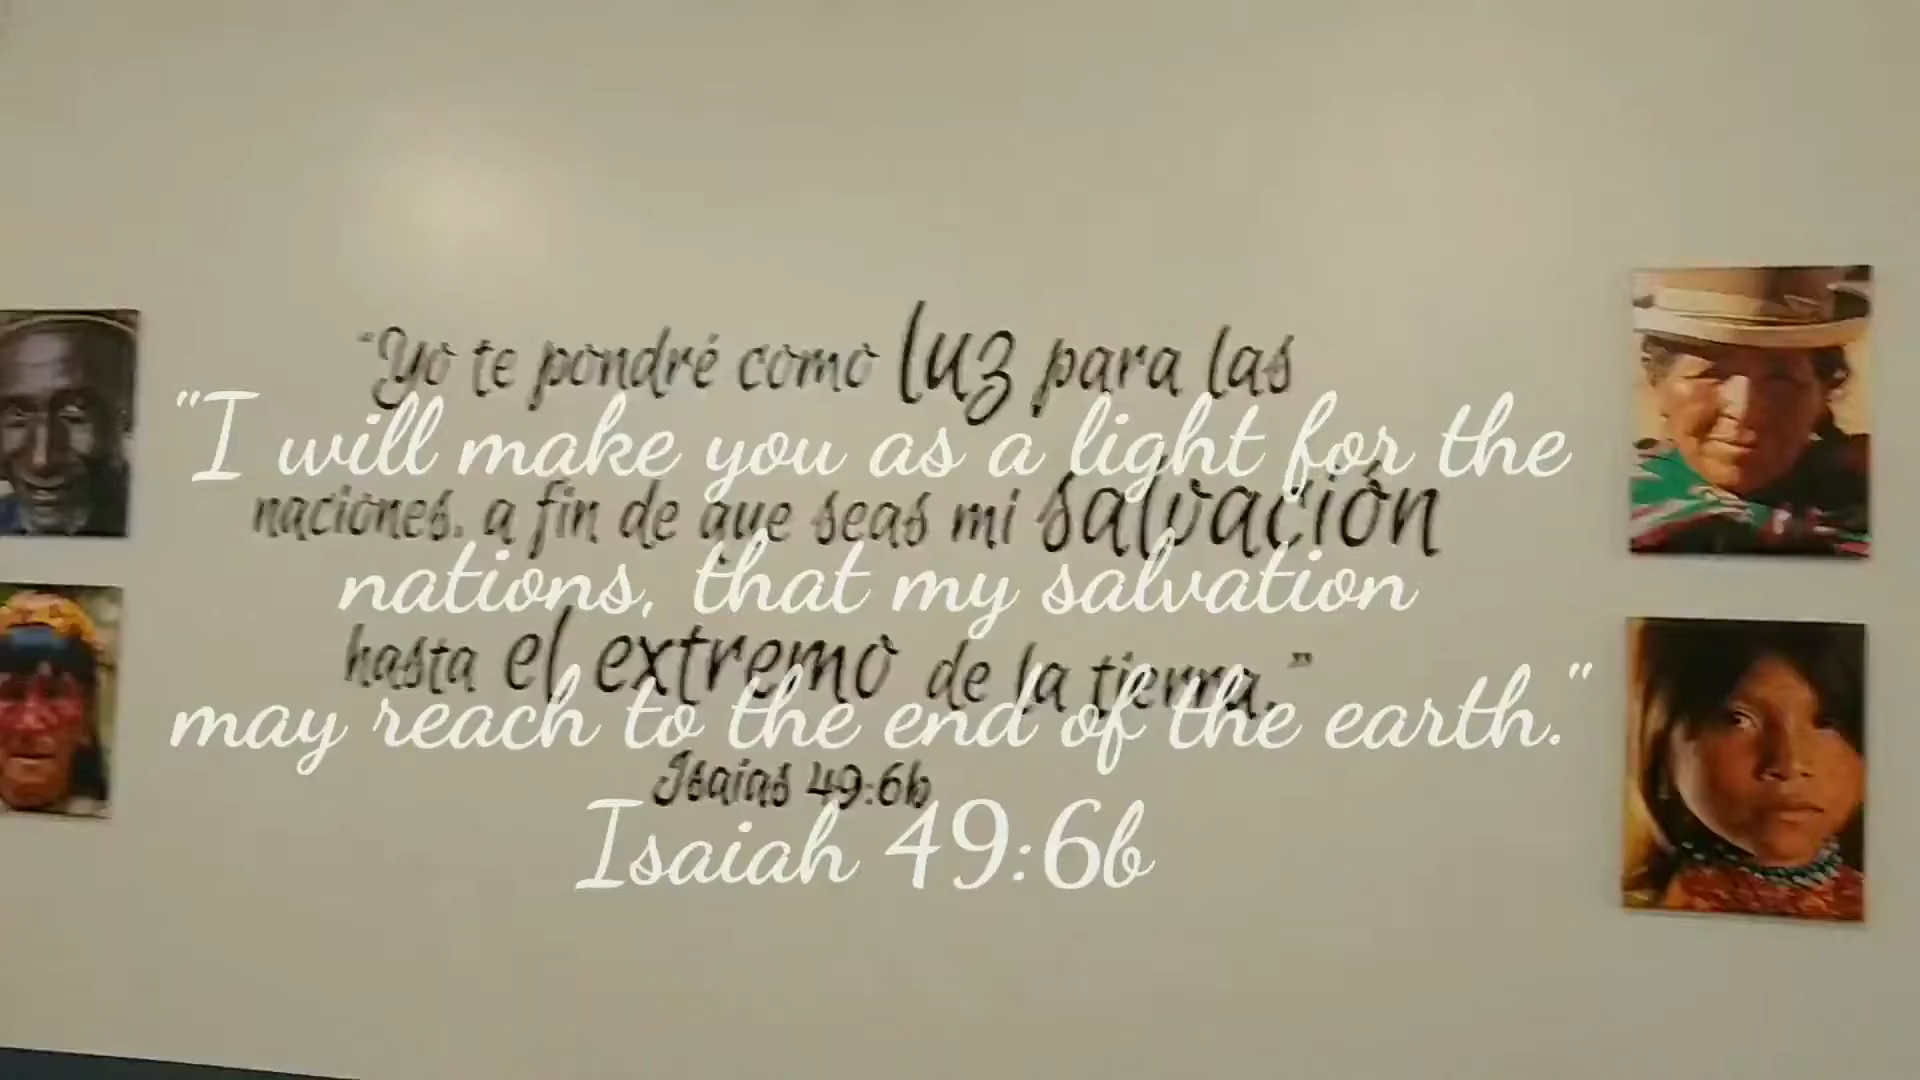 "Yo te pondré como luz para las
"I will make you as a light for the
naciones, a fin de que seas mi salvación
nations, that my salvation
hasta el extremo de la tierra."
may reach to the end of the earth."
Isaías 49:6b
Isaiah 49:6b